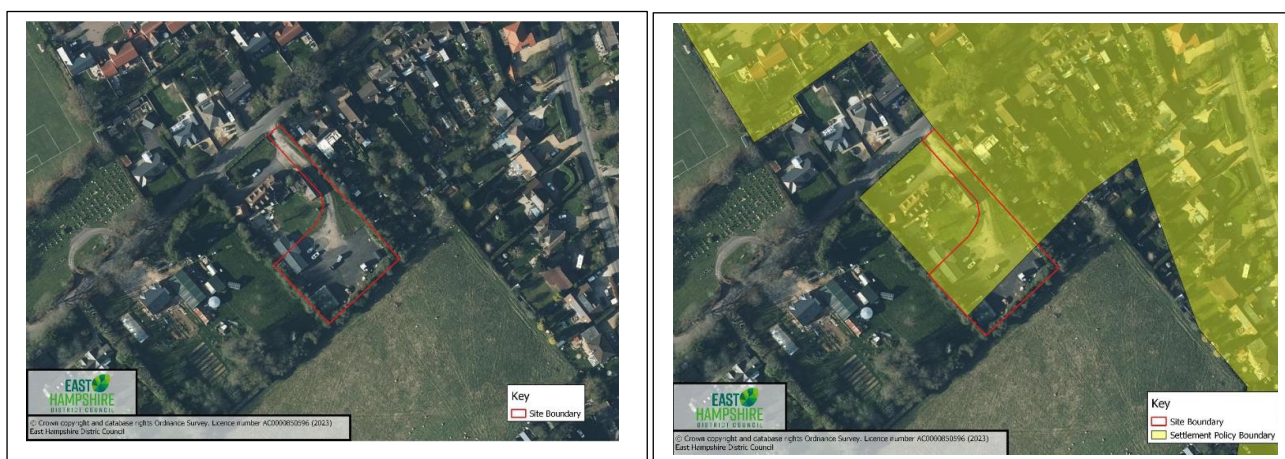 EAST
HAMPSHIRE
DISTRICT COUNCIL
© Crown copyright and database rights Ordnance Survey. Licence number AC0000850596 (2023)
East Hampshire Distric Council
Key
Site Boundary
EAST
HAMPSHIRE
DISTRICT COUNCIL
© Crown copyright and database rights Ordnance Survey. Licence number AC0000850596 (2023)
East Hampshire Distric Council
Key
Site Boundary
Settlement Policy Boundary